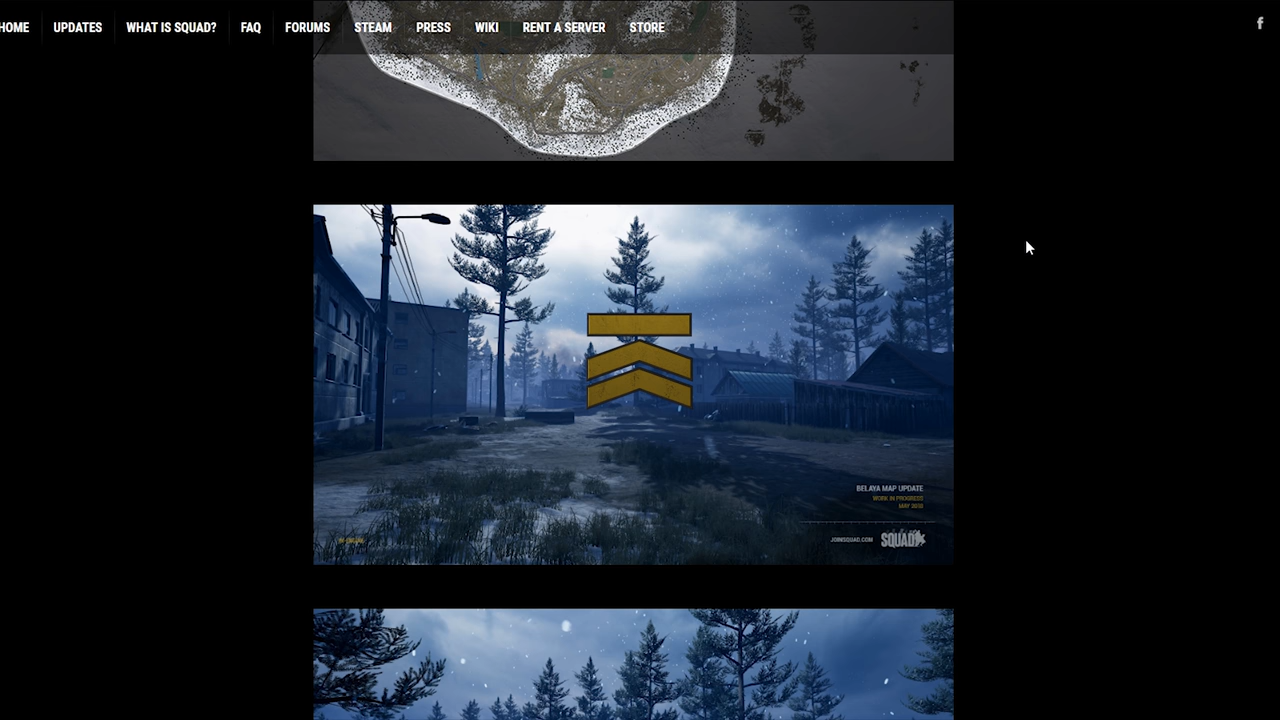 HOME UPDATES WHAT IS SQUAD? FAQ FORUMS STEAM PRESS WIKI RENT A SERVER STORE
BELAYA MAP UPDATE
WORK IN PROGRESS
JOINSQUAD.COM SQUAD